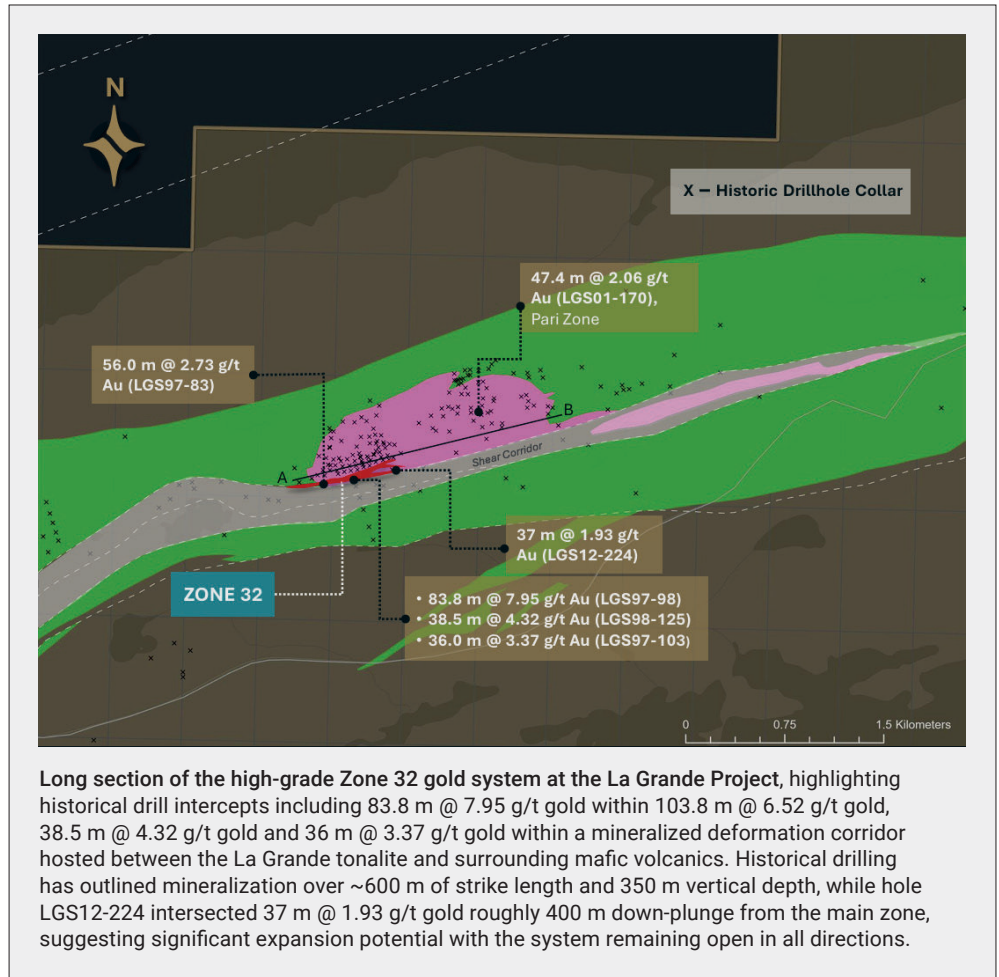 N
X – Historic Drillhole Collar
47.4 m @ 2.06 g/t
Au (LGS01-170),
Pari Zone
56.0 m @ 2.73 g/t
Au (LGS97-83)
B
A
Shear Corridor
37 m @ 1.93 g/t
Au (LGS12-224)
ZONE 32
• 83.8 m @ 7.95 g/t Au (LGS97-98)
• 38.5 m @ 4.32 g/t Au (LGS98-125)
• 36.0 m @ 3.37 g/t Au (LGS97-103)
0 0.75 1.5 Kilometers
Long section of the high-grade Zone 32 gold system at the La Grande Project, highlighting
historical drill intercepts including 83.8 m @ 7.95 g/t gold within 103.8 m @ 6.52 g/t gold,
38.5 m @ 4.32 g/t gold and 36 m @ 3.37 g/t gold within a mineralized deformation corridor
hosted between the La Grande tonalite and surrounding mafic volcanics. Historical drilling
has outlined mineralization over ~600 m of strike length and 350 m vertical depth, while hole
LGS12-224 intersected 37 m @ 1.93 g/t gold roughly 400 m down-plunge from the main zone,
suggesting significant expansion potential with the system remaining open in all directions.